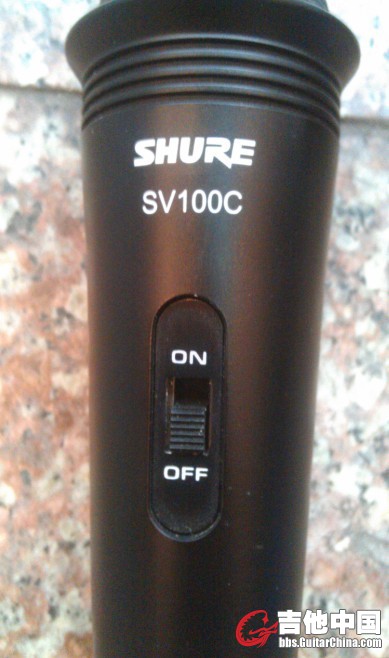 SHURE
SV100C
ON
OFF
吉他中国
bbs.GuitarChina.com